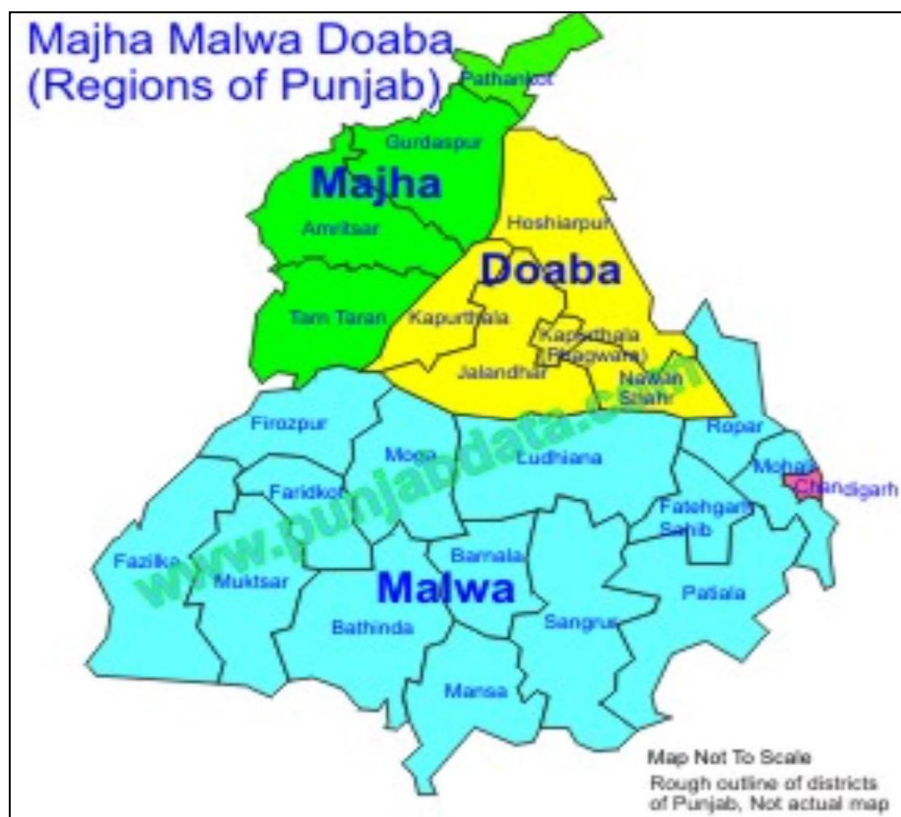 Majha Malwa Doaba
(Regions of Punjab)
Pathankot
Gurdaspur
Majha
Amritsar
Hoshiarpur
Doaba
Tarn Taran
Kapurthala
Kapurthala
(Phagwara)
Jalandhar
Nawan
Shahr
Firozpur
Moga
Ludhiana
Ropar
Mohali
Chandigarh
Faridkot
Fatehgarh
Sahib
Fazilka
Muktsar
Barnala
Malwa
Patiala
Bathinda
Sangrur
Mansa
www.punjabdata.com
Map Not To Scale
Rough outline of districts
of Punjab, Not actual map